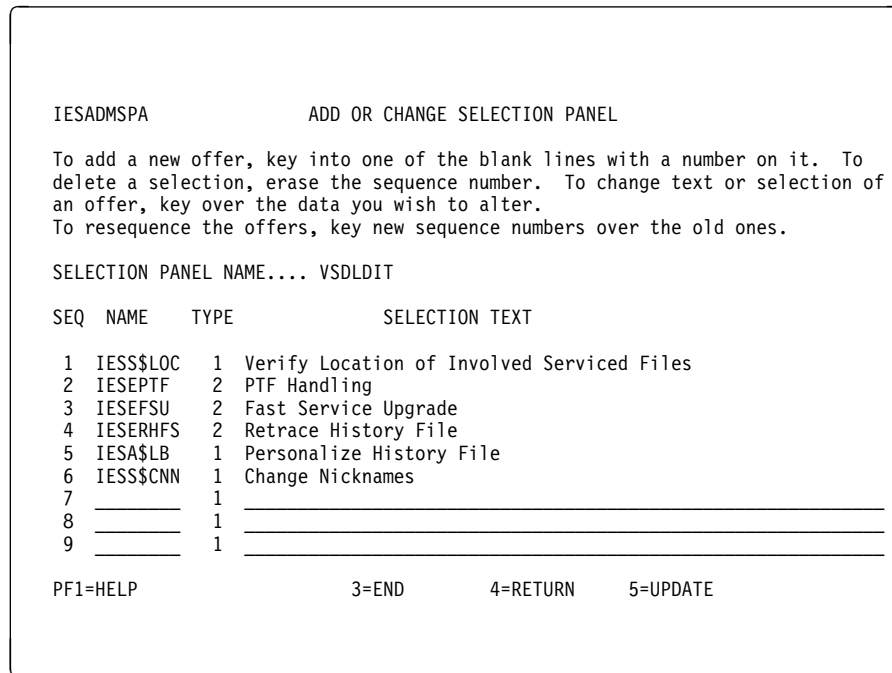 IESADMSPA ADD OR CHANGE SELECTION PANEL
To add a new offer, key into one of the blank lines with a number on it. To
delete a selection, erase the sequence number. To change text or selection of
an offer, key over the data you wish to alter.
To resequence the offers, key new sequence numbers over the old ones.
SELECTION PANEL NAME.... VSDLDIT
SEQ NAME TYPE SELECTION TEXT
1 IESS$LOC 1 Verify Location of Involved Serviced Files
2 IESEPTF 2 PTF Handling
3 IESEFSU 2 Fast Service Upgrade
4 IESERHFS 2 Retrace History File
5 IESA$LB 1 Personalize History File
6 IESS$CNN 1 Change Nicknames
7 ________ 1 ____________________________________________________________
8 ________ 1 ____________________________________________________________
9 ________ 1 ____________________________________________________________
PF1=HELP 3=END 4=RETURN 5=UPDATE